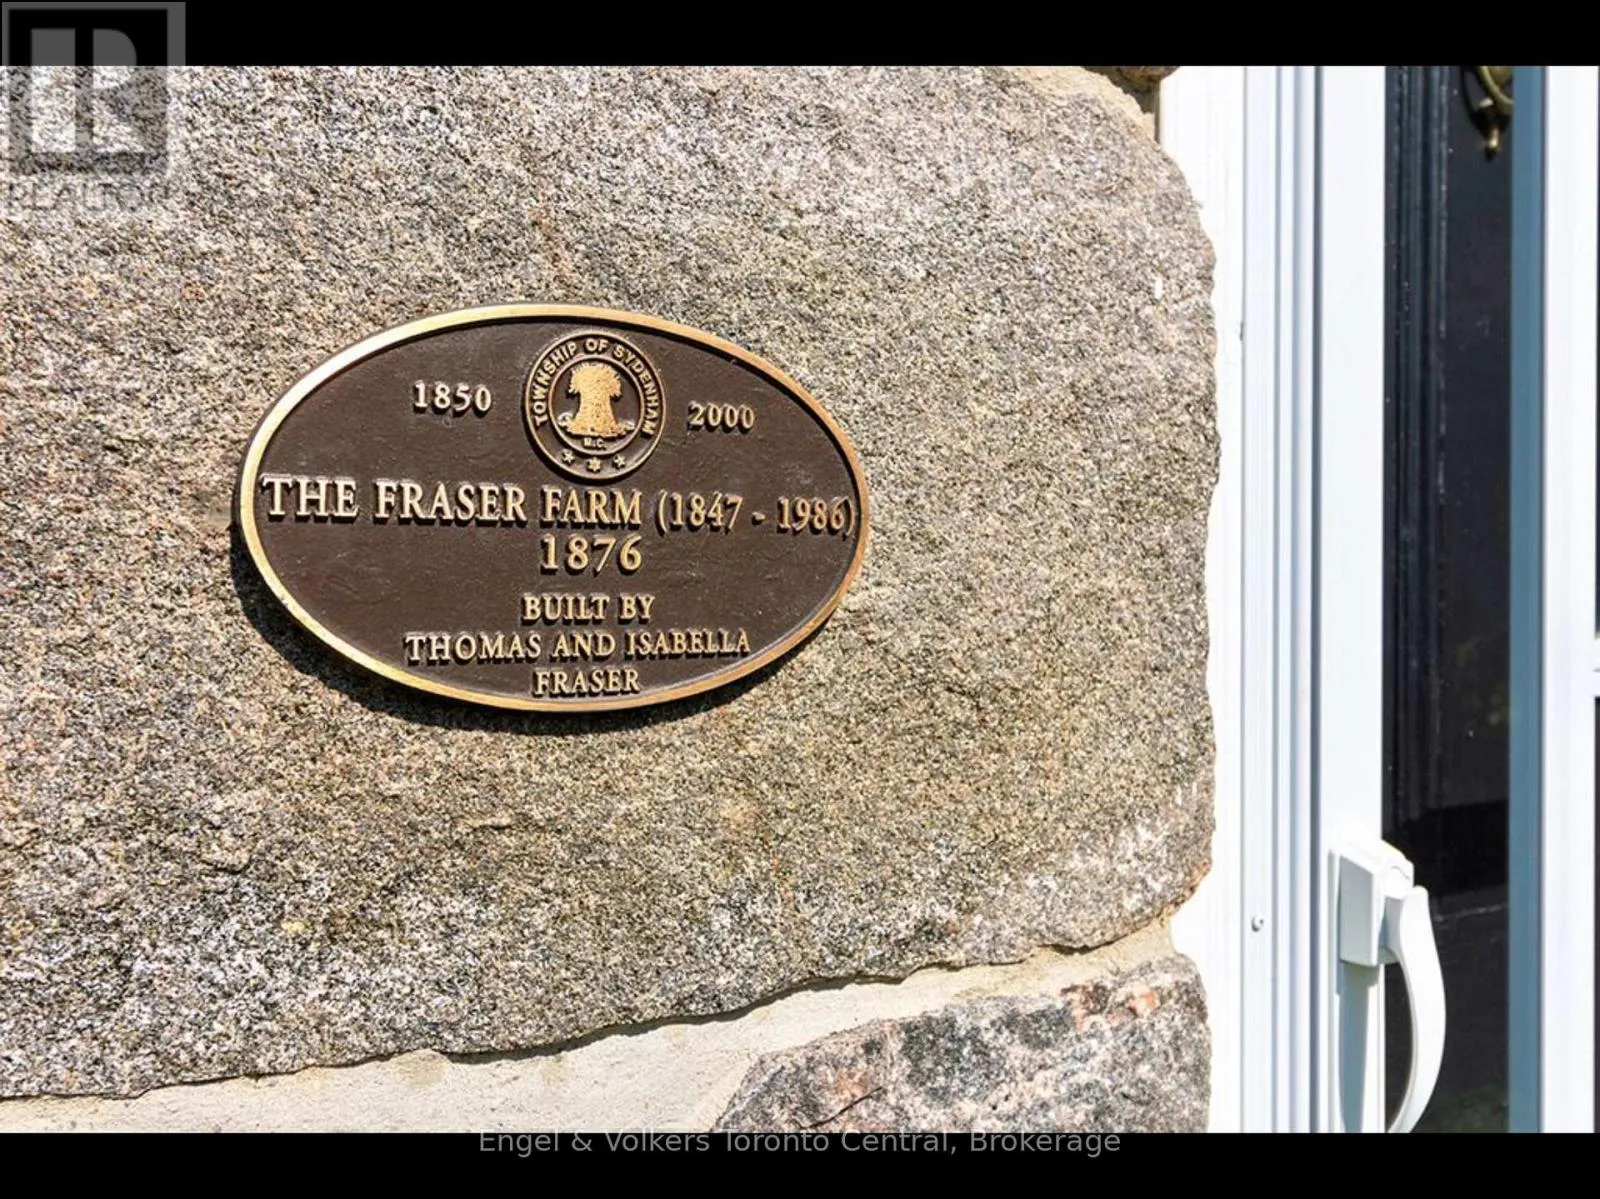 REALTOR
1850
TOWNSHIP OF SYDENHAM
M.C.
2000
THE FRASER FARM (1847 - 1986)
1876
BUILT BY
THOMAS AND ISABELLA
FRASER
Engel & Volkers Toronto Central, Brokerage